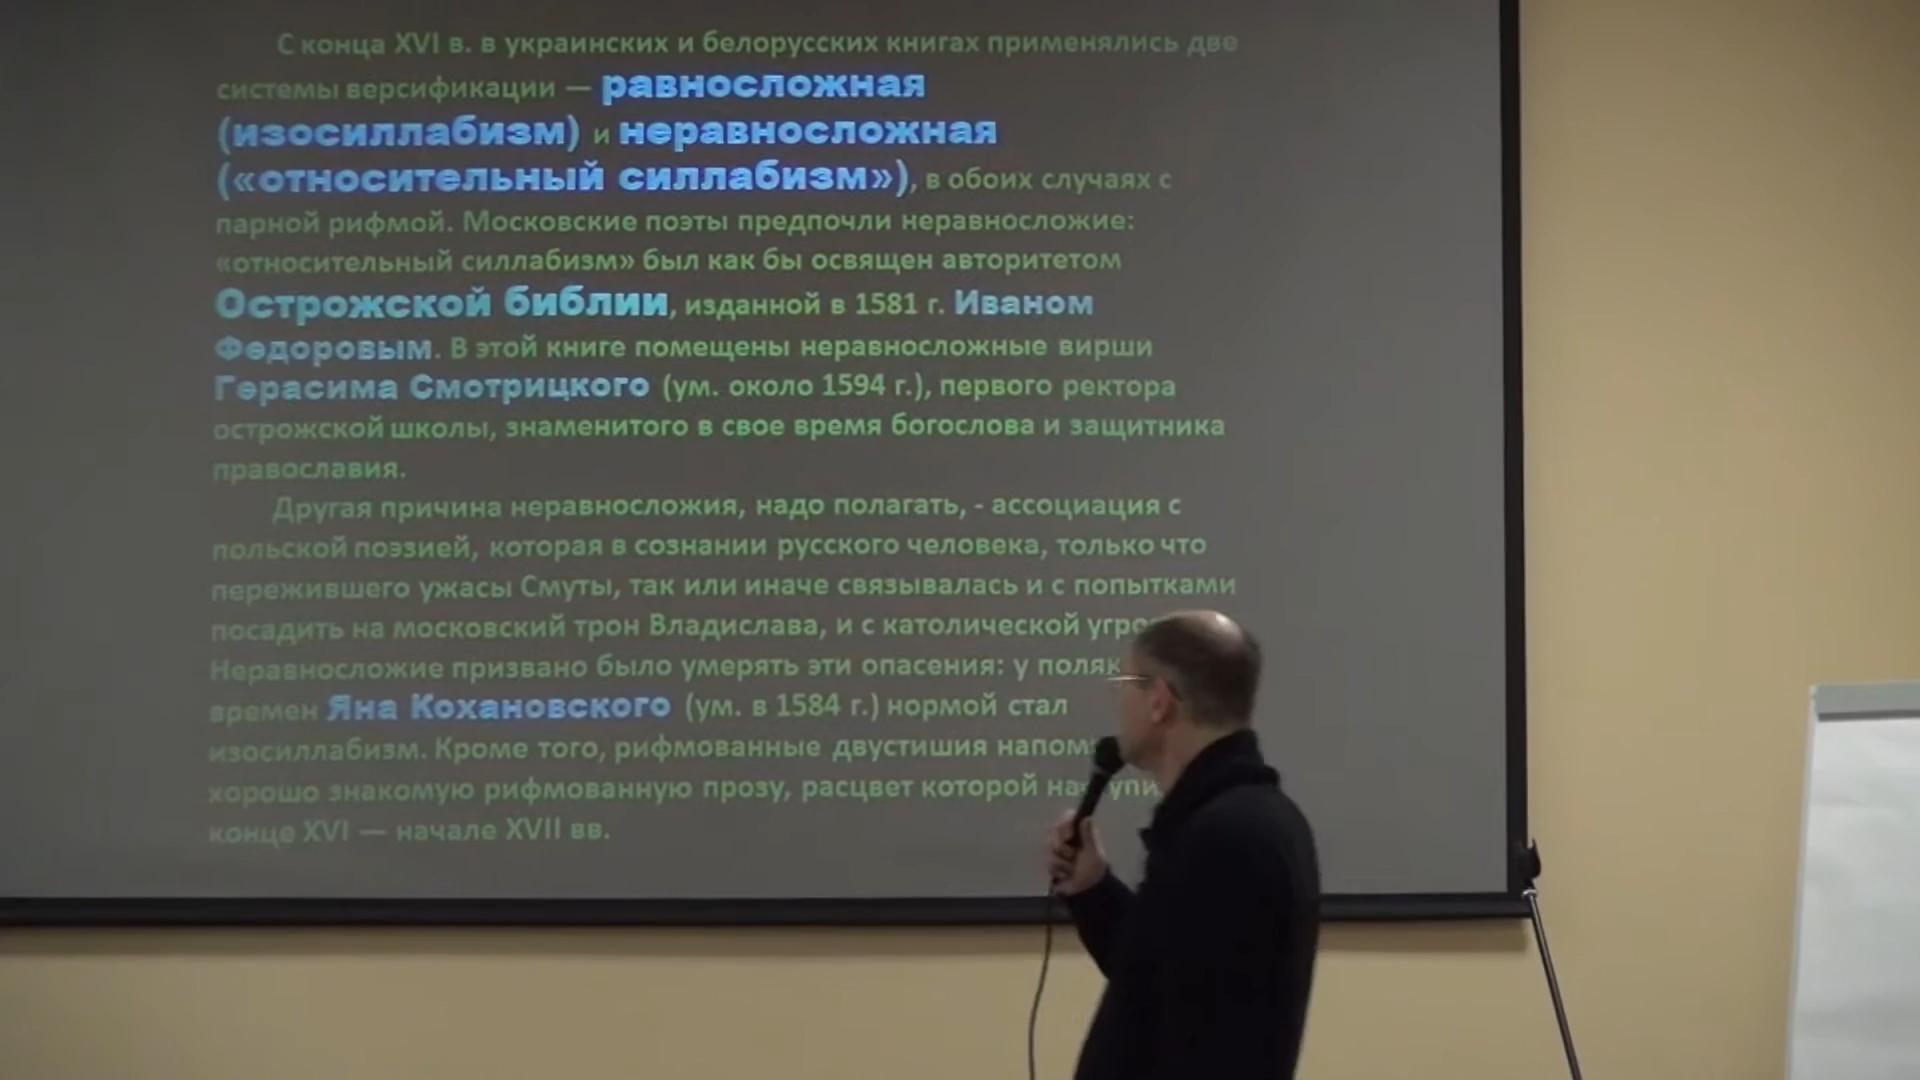 С конца XVI в. в украинских и белорусских книгах применялись две
системы версификации — равносложная
(изосиллабизм) и неравносложная
(«относительный силлабизм»), в обоих случаях с
парной рифмой. Московские поэты предпочли неравносложие:
«относительный силлабизм» был как бы освящен авторитетом
Острожской библии, изданной в 1581 г. Иваном
Федоровым. В этой книге помещены неравносложные вирши
Герасима Смотрицкого (ум. около 1594 г.), первого ректора
острожской школы, знаменитого в свое время богослова и защитника
православия.
Другая причина неравносложия, надо полагать, - ассоциация с
польской поэзией, которая в сознании русского человека, только что
пережившего ужасы Смуты, так или иначе связывалась и с попытками
посадить на московский трон Владислава, и с католической
Неравносложие призвано было умерять эти опасения: у
времен Яна Кохановского (ум. в 1584 г.) нормой стал
изосиллабизм. Кроме того, рифмованные двустишия
хорошо знакомую рифмованную прозу, расцвет которой
конце XVI — начале XVII вв.